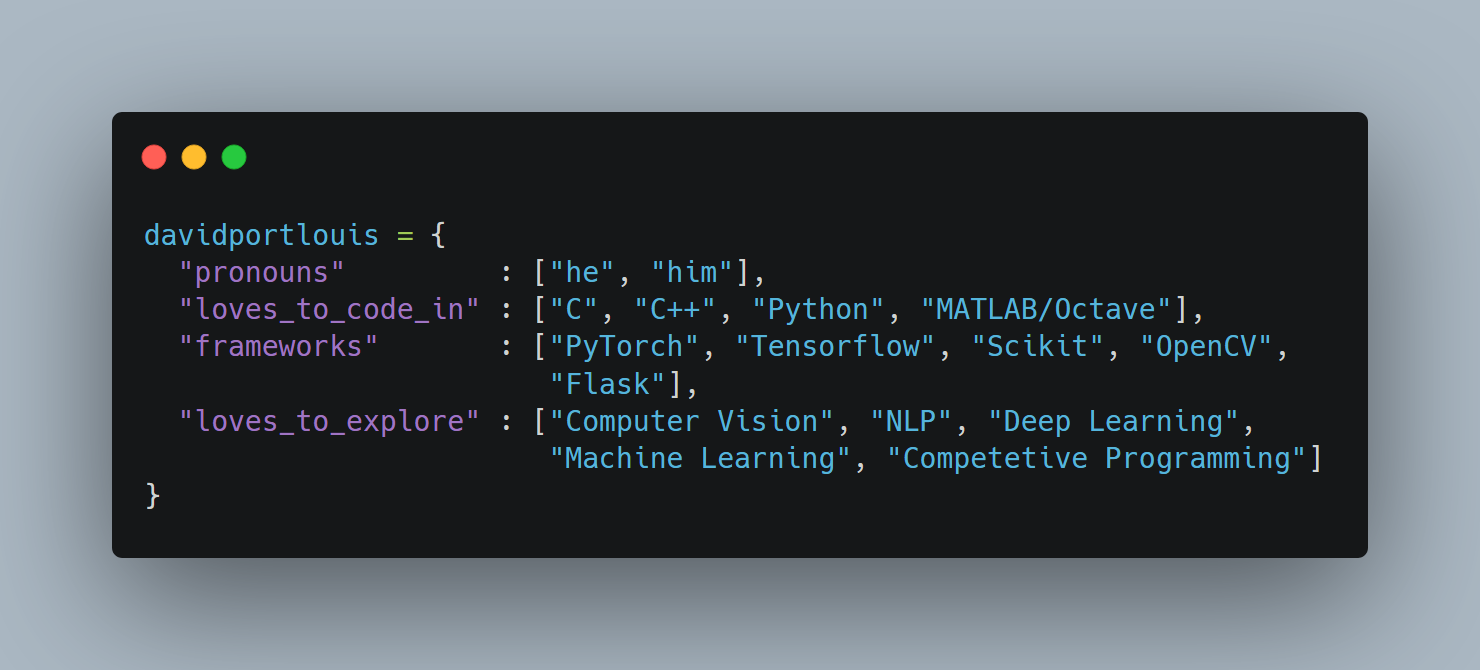 davidportlouis = {
  "pronouns"         : ["he", "him"],
  "loves_to_code_in" : ["C", "C++", "Python", "MATLAB/Octave"],
  "frameworks"       : ["PyTorch", "Tensorflow", "Scikit", "OpenCV",
                        "Flask"],
  "loves_to_explore" : ["Computer Vision", "NLP", "Deep Learning",
                        "Machine Learning", "Competetive Programming"]
}